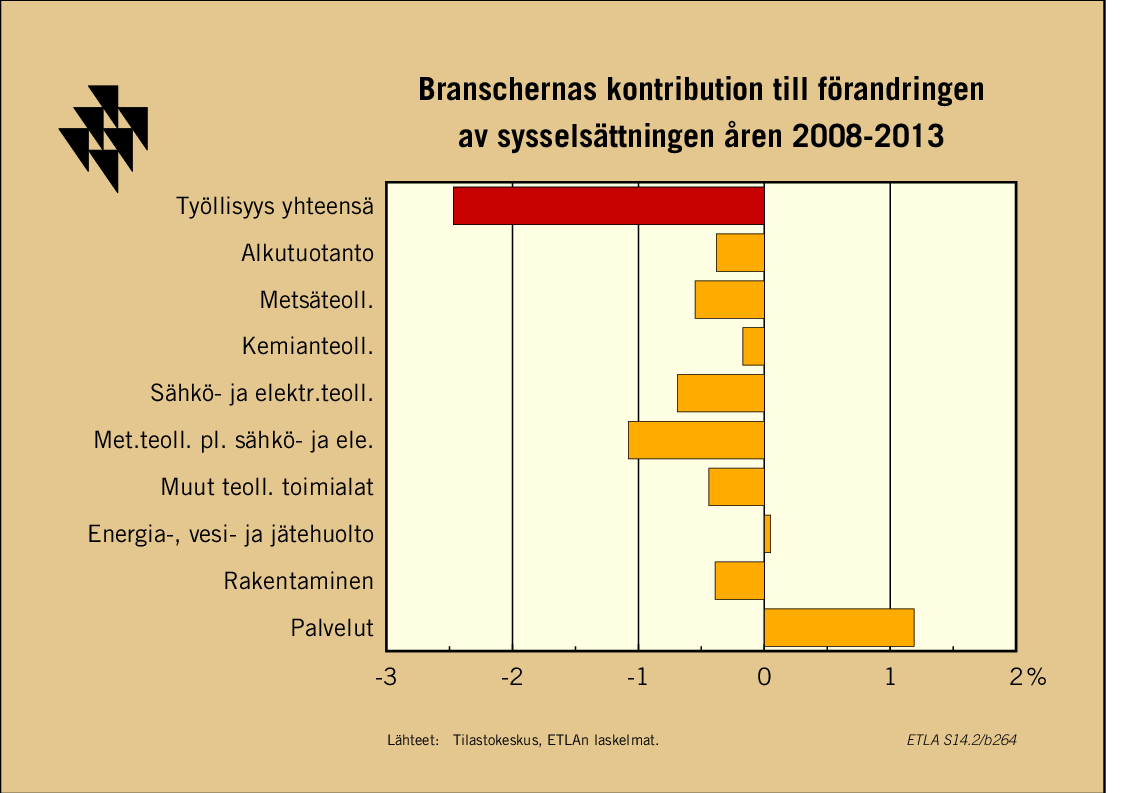 Branschernas kontribution till förandringen
av sysselsättningen åren 2008-2013
Työllisyys yhteensä
Alkutuotanto
Metsäteoll.
Kemianteoll.
Sähkö- ja elektr.teoll.
Met.teoll. pl. sähkö- ja ele.
Muut teoll. toimialat
Energia-, vesi- ja jätehuolto
Rakentaminen
Palvelut
-3 -2 -1 0 1 2 %
Lähteet: Tilastokeskus, ETLAn laskelmat. ETLA S14.2/b264